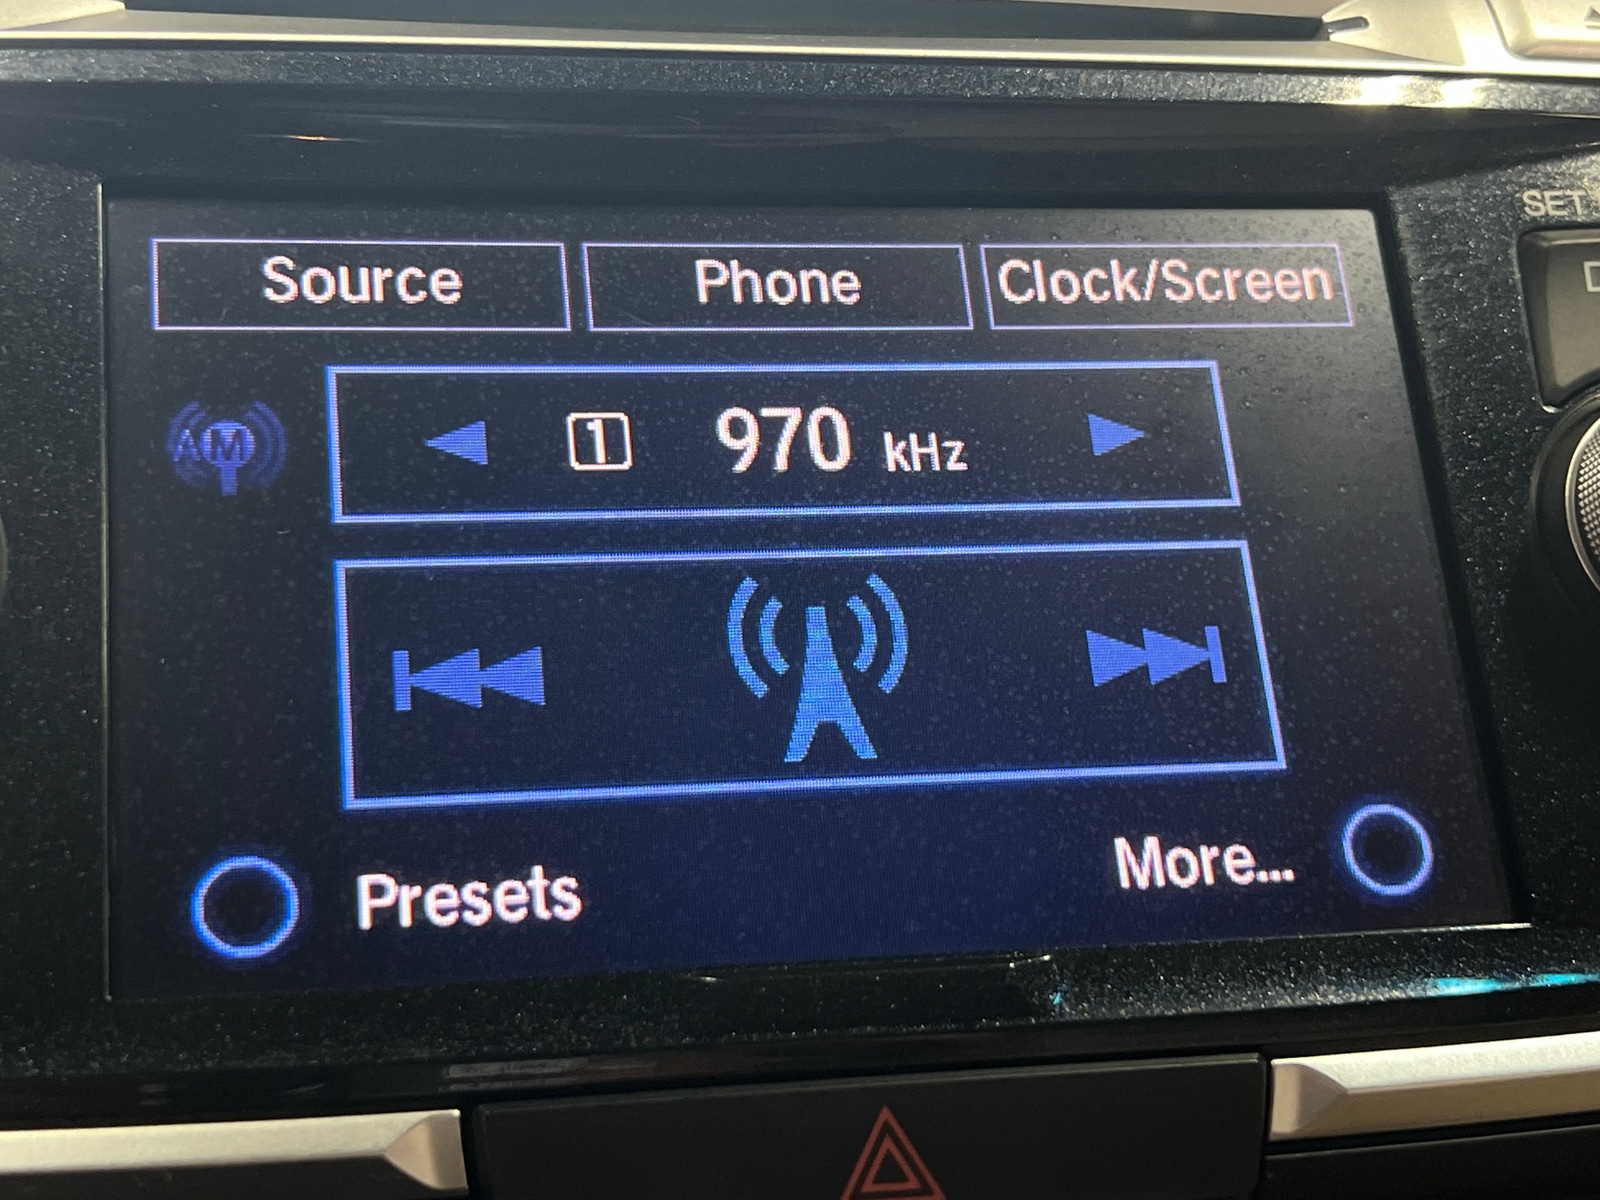 SET
Source Phone Clock/Screen
AM 1 970 kHz
Presets More...